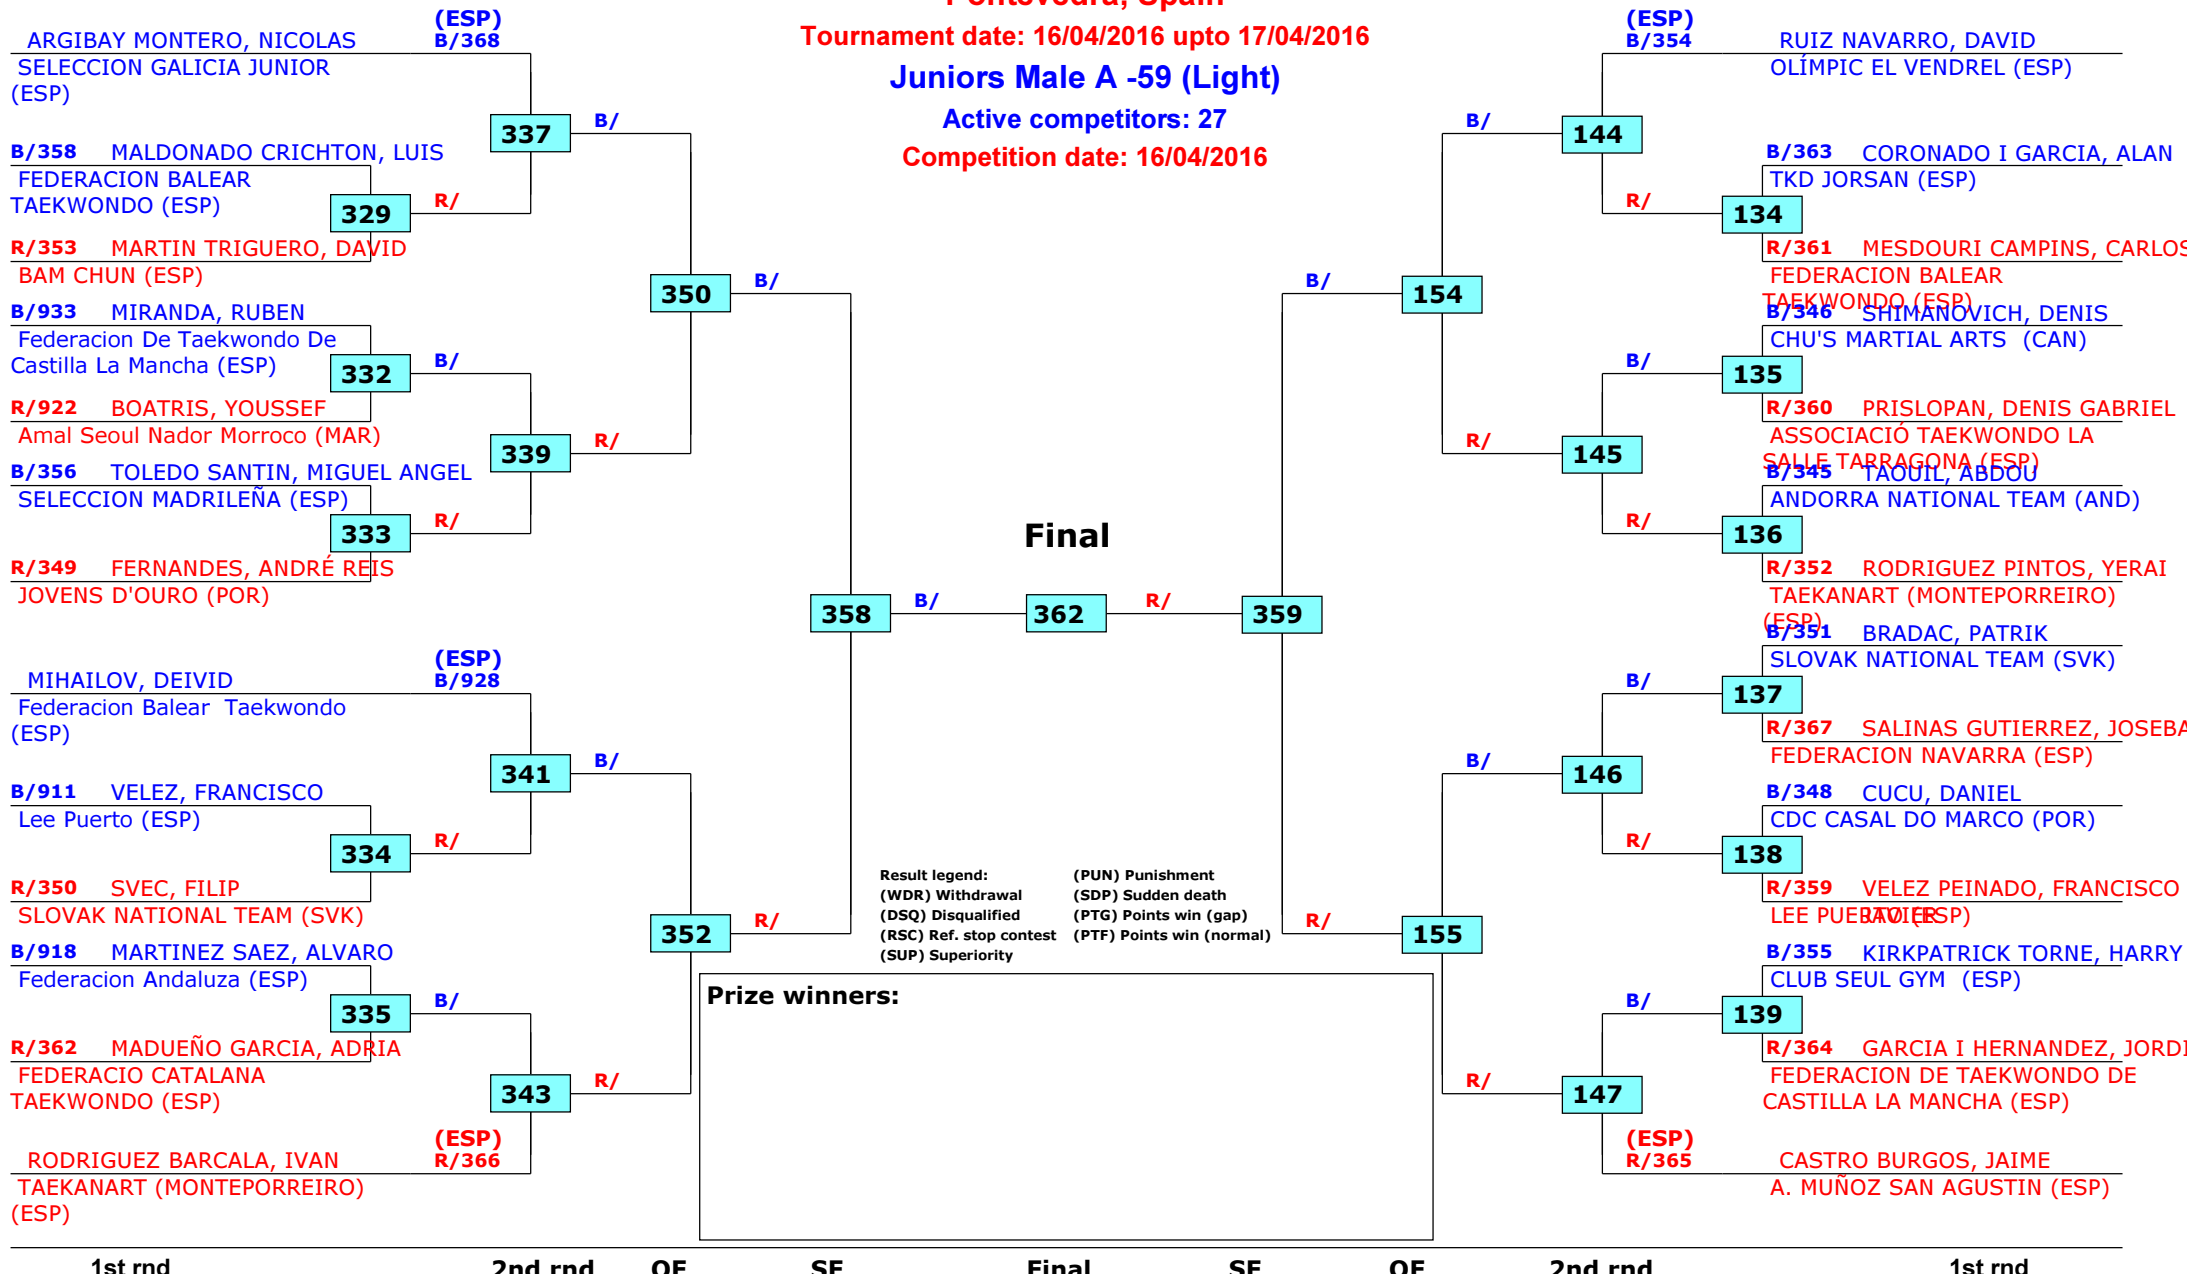 Pontevedra, Spain
Tournament date: 16/04/2016 upto 17/04/2016
Juniors Male A -59 (Light)
Active competitors: 27
Competition date: 16/04/2016
(ESP)
ARGIBAY MONTERO, NICOLAS B/368
SELECCION GALICIA JUNIOR
(ESP)
337 B/
B/358 MALDONADO CRICHTON, LUIS
FEDERACION BALEAR
TAEKWONDO (ESP)
329 R/
R/353 MARTIN TRIGUERO, DAVID
BAM CHUN (ESP)
350 B/
B/933 MIRANDA, RUBEN
Federacion De Taekwondo De
Castilla La Mancha (ESP)
332 B/
R/922 BOATRIS, YOUSSEF
Amal Seoul Nador Morroco (MAR)
339 R/
B/356 TOLEDO SANTIN, MIGUEL ANGEL
SELECCION MADRILEÑA (ESP)
333 R/
R/349 FERNANDES, ANDRÉ REIS
JOVENS D'OURO (POR)
Final
358 B/ 362 R/ 359
(ESP)
MIHAILOV, DEIVID B/928
Federacion Balear Taekwondo
(ESP)
341 B/
B/911 VELEZ, FRANCISCO
Lee Puerto (ESP)
334 R/
R/350 SVEC, FILIP
SLOVAK NATIONAL TEAM (SVK)
352 R/
B/918 MARTINEZ SAEZ, ALVARO
Federacion Andaluza (ESP)
335 B/
R/362 MADUEÑO GARCIA, ADRIA
FEDERACIO CATALANA
TAEKWONDO (ESP)
343 R/
(ESP)
RODRIGUEZ BARCALA, IVAN R/366
TAEKANART (MONTEPORREIRO)
(ESP)
(ESP)
B/354 RUIZ NAVARRO, DAVID
OLÍMPIC EL VENDREL (ESP)
B/ 144
B/363 CORONADO I GARCIA, ALAN
TKD JORSAN (ESP)
R/ 134
R/361 MESDOURI CAMPINS, CARLOS
FEDERACION BALEAR
TAEKWONDO (ESP)
B/ 154
B/346 SHIMANOVICH, DENIS
CHU'S MARTIAL ARTS (CAN)
B/ 135
R/360 PRISLOPAN, DENIS GABRIEL
ASSOCIACIÓ TAEKWONDO LA
SALLE TARRAGONA (ESP)
R/ 145
B/345 TAOUIL, ABDOU
ANDORRA NATIONAL TEAM (AND)
R/ 136
R/352 RODRIGUEZ PINTOS, YERAI
TAEKANART (MONTEPORREIRO)
(ESP)
B/351 BRADAC, PATRIK
SLOVAK NATIONAL TEAM (SVK)
B/ 137
R/367 SALINAS GUTIERREZ, JOSEBA
FEDERACION NAVARRA (ESP)
B/ 146
B/348 CUCU, DANIEL
CDC CASAL DO MARCO (POR)
R/ 138
R/359 VELEZ PEINADO, FRANCISCO
JAVIER
LEE PUERTO (ESP)
R/ 155
B/355 KIRKPATRICK TORNE, HARRY
CLUB SEUL GYM (ESP)
B/ 139
R/364 GARCIA I HERNANDEZ, JORDI
FEDERACION DE TAEKWONDO DE
CASTILLA LA MANCHA (ESP)
R/ 147
(ESP)
R/365 CASTRO BURGOS, JAIME
A. MUÑOZ SAN AGUSTIN (ESP)
Result legend: (PUN) Punishment
(WDR) Withdrawal (SDP) Sudden death
(DSQ) Disqualified (PTG) Points win (gap)
(RSC) Ref. stop contest (PTF) Points win (normal)
(SUP) Superiority
Prize winners:
1st rnd 2nd rnd QF SF Final SF QF 2nd rnd 1st rnd